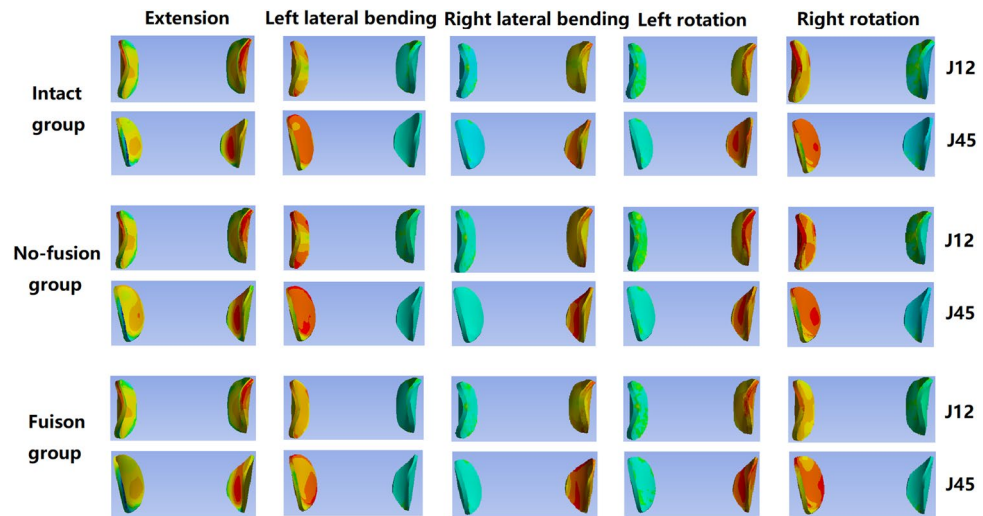 Extension Left lateral bending Right lateral bending Left rotation Right rotation
J12
Intact
group
J45
J12
No-fusion
group
J45
J12
Fuison
group
J45